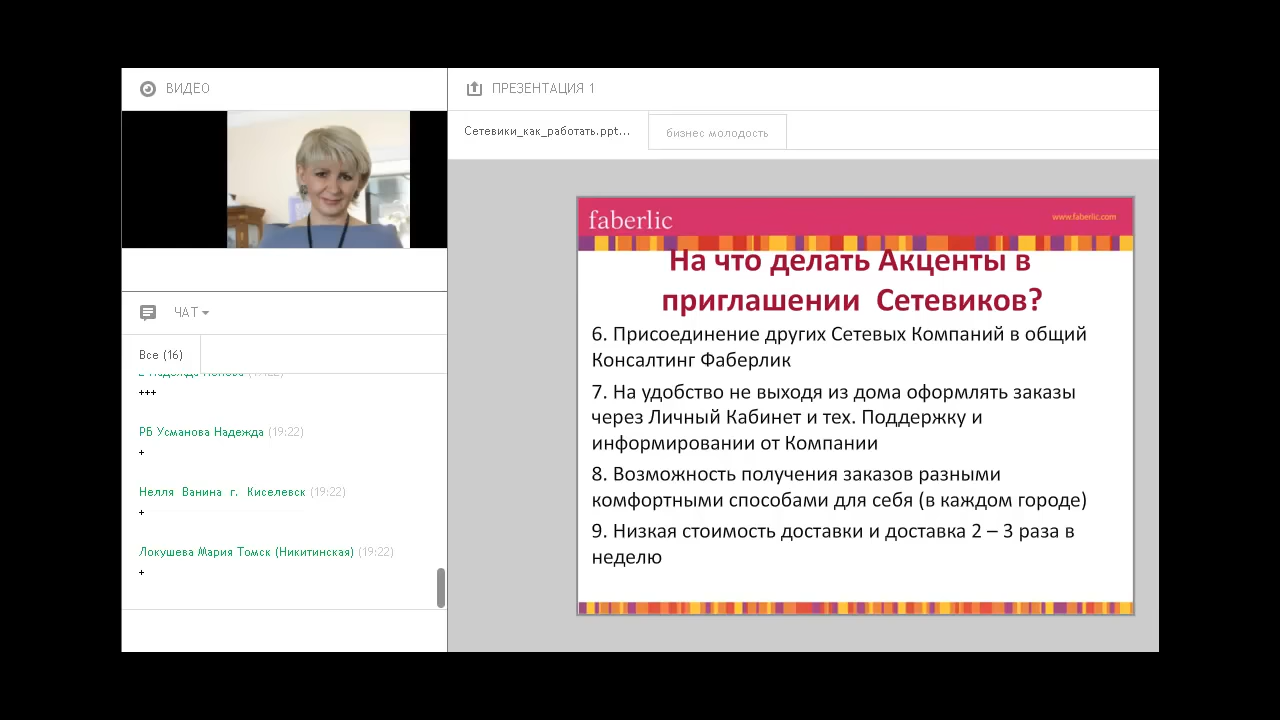 ВИДЕО
ЧАТ
Все (16)
(19:22)
+++
РБ Усманова Надежда (19:22)
+
Нелля Ванина г. Киселевск (19:22)
+
Локушева Мария Томск (Никитинская) (19:22)
+
ПРЕЗЕНТАЦИЯ 1
Сетевики_как_работать.ppt...
бизнес молодость
faberlic
www.faberlic.com
На что делать Акценты в
приглашении Сетевиков?
6. Присоединение других Сетевых Компаний в общий
Консалтинг Фаберлик
7. На удобство не выходя из дома оформлять заказы
через Личный Кабинет и тех. Поддержку и
информировании от Компании
8. Возможность получения заказов разными
комфортными способами для себя (в каждом городе)
9. Низкая стоимость доставки и доставка 2 – 3 раза в
неделю